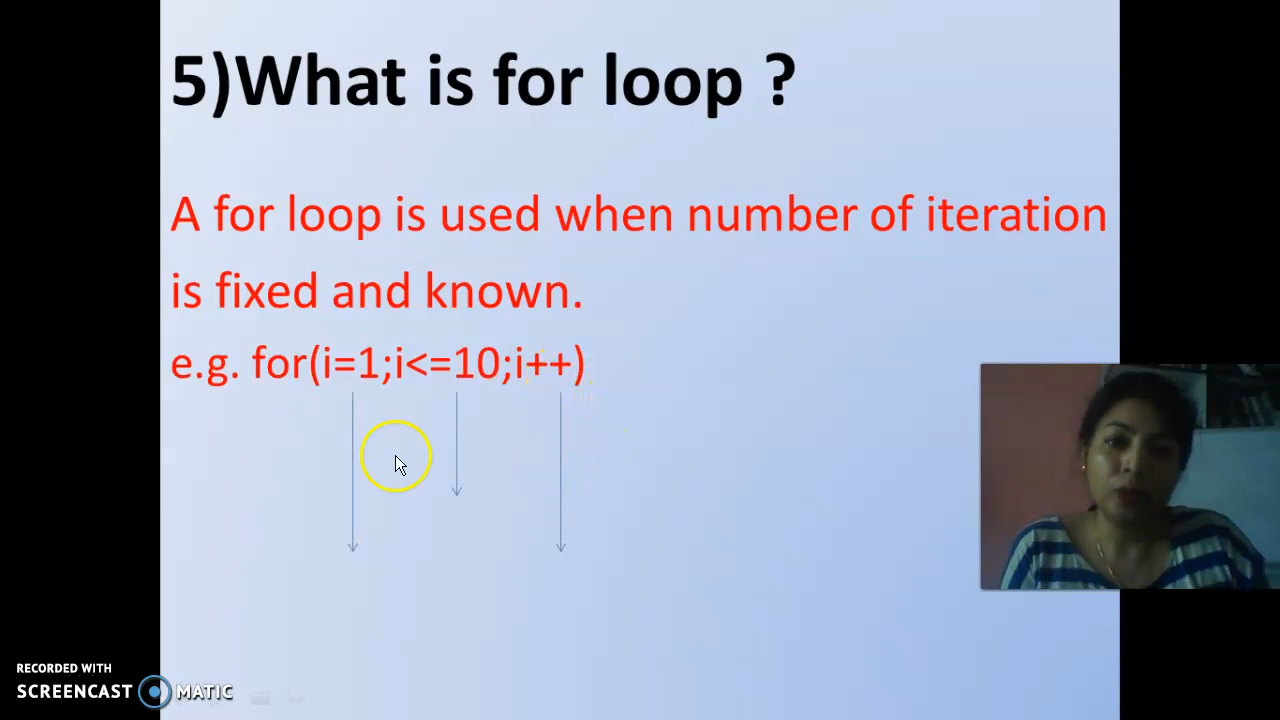 5)What is for loop ?
A for loop is used when number of iteration
is fixed and known.
e.g. for(i=1;i<=10;i++)
RECORDED WITH
SCREENCAST MATIC